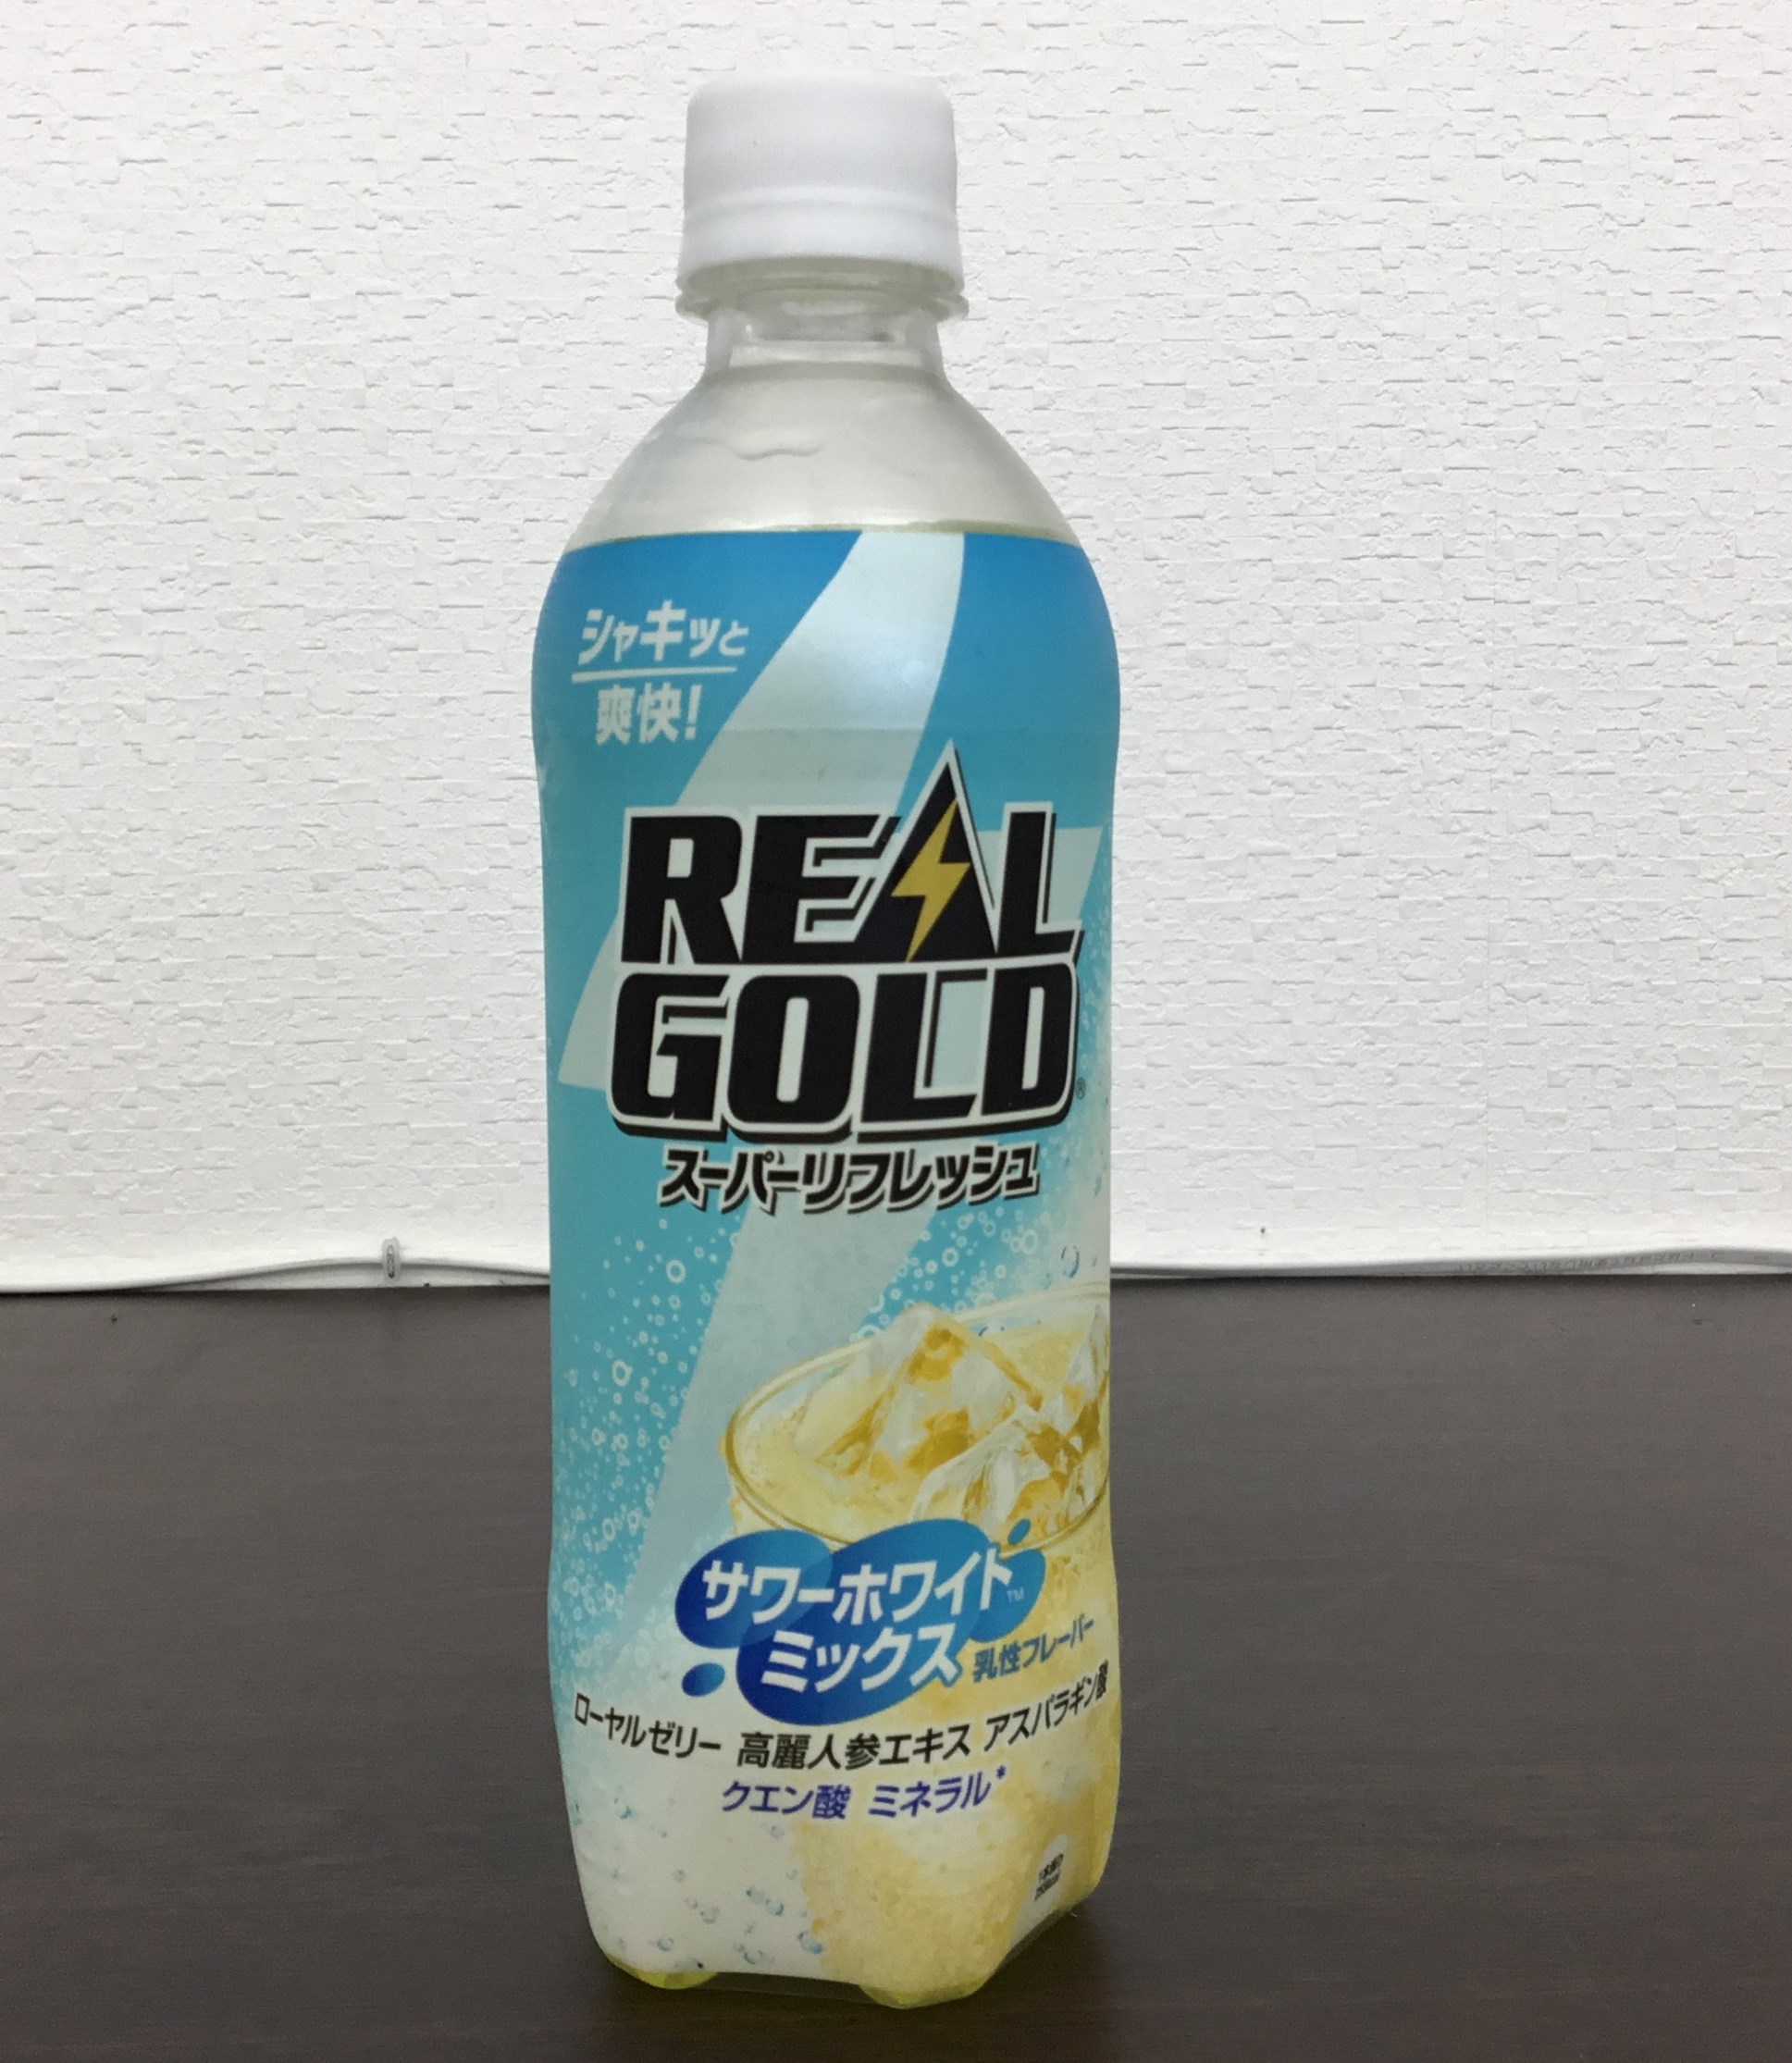 シャキッと
爽快!
REAL
GOLD®
スーパーリフレッシュ
サワーホワイト™
ミックス 乳性フレーバー
ローヤルゼリー 高麗人参エキス アスパラギン酸
クエン酸 ミネラル*